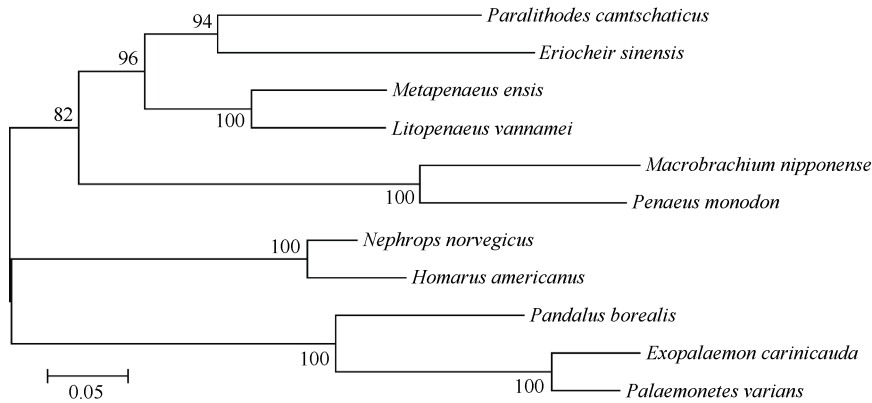 Paralithodes camtschaticus
94
Eriocheir sinensis
96
Metapenaeus ensis
100
Litopenaeus vannamei
82
Macrobrachium nipponense
100
Penaeus monodon
Nephrops norvegicus
100
Homarus americanus
Pandalus borealis
100
Exopalaemon carinicauda
100
Palaemonetes varians
0.05